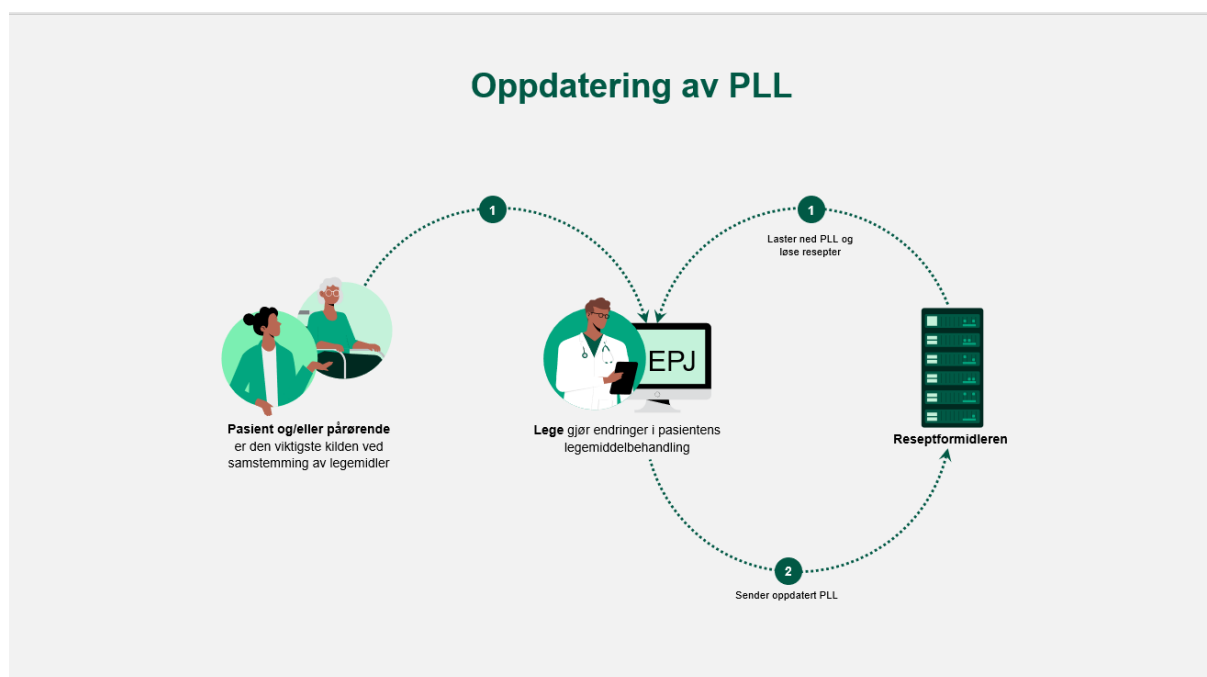 Oppdatering av PLL
1
1
Laster ned PLL og
løse resepter
EPJ
Pasient og/eller pårørende
er den viktigste kilden ved
samstemming av legemidler
Lege gjør endringer i pasientens
legemiddelbehandling
Reseptformidleren
2
Sender oppdatert PLL